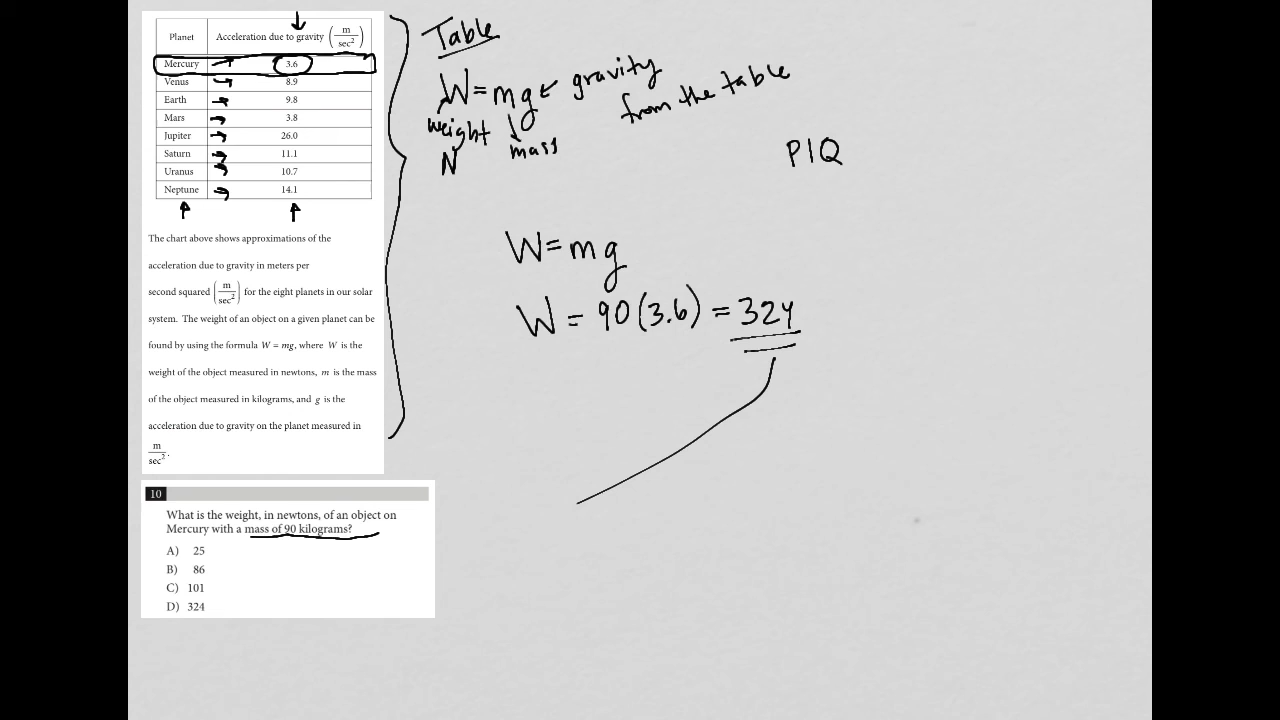 Planet Acceleration due to gravity (m/sec²)
Mercury 3.6
Venus 8.9
Earth 9.8
Mars 3.8
Jupiter 26.0
Saturn 11.1
Uranus 10.7
Neptune 14.1
The chart above shows approximations of the
acceleration due to gravity in meters per
second squared (m/sec²) for the eight planets in our solar
system. The weight of an object on a given planet can be
found by using the formula W = mg, where W is the
weight of the object measured in newtons, m is the mass
of the object measured in kilograms, and g is the
acceleration due to gravity on the planet measured in
m/sec².
10
What is the weight, in newtons, of an object on
Mercury with a mass of 90 kilograms?
A) 25
B) 86
C) 101
D) 324
Table
W = mg ← gravity
from the table
weight
mass
N
PIQ
W = mg
W = 90(3.6) = 324